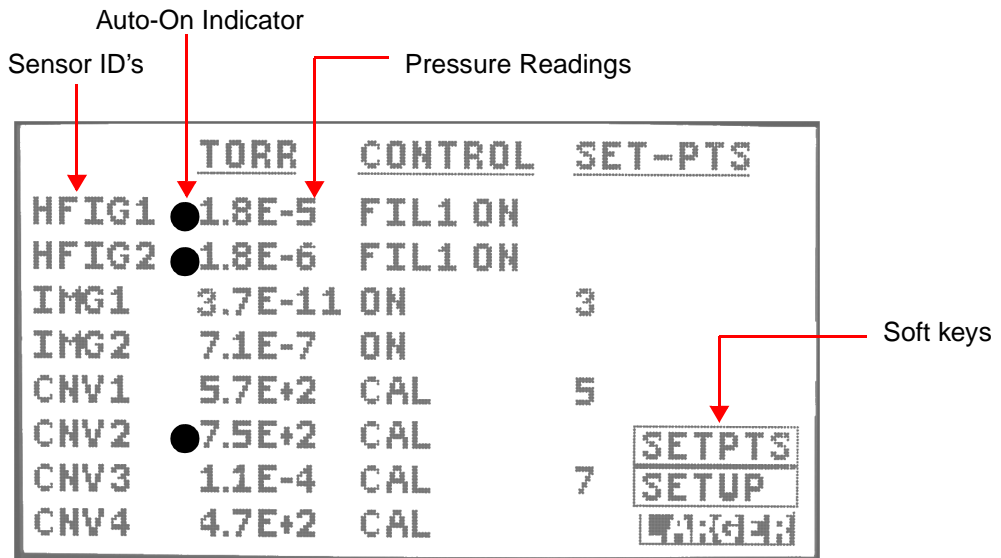 Auto-On Indicator
Sensor ID's
Pressure Readings
TORR CONTROL SET-PTS
HFIG1 1.8E-5 FIL1 ON
HFIG2 1.8E-6 FIL1 ON
IMG1 3.7E-11 ON 3
IMG2 7.1E-7 ON
Soft keys
CNV1 5.7E+2 CAL 5
CNV2 7.5E+2 CAL SETPTS
CNV3 1.1E-4 CAL 7 SETUP
CNV4 4.7E+2 CAL LARGER